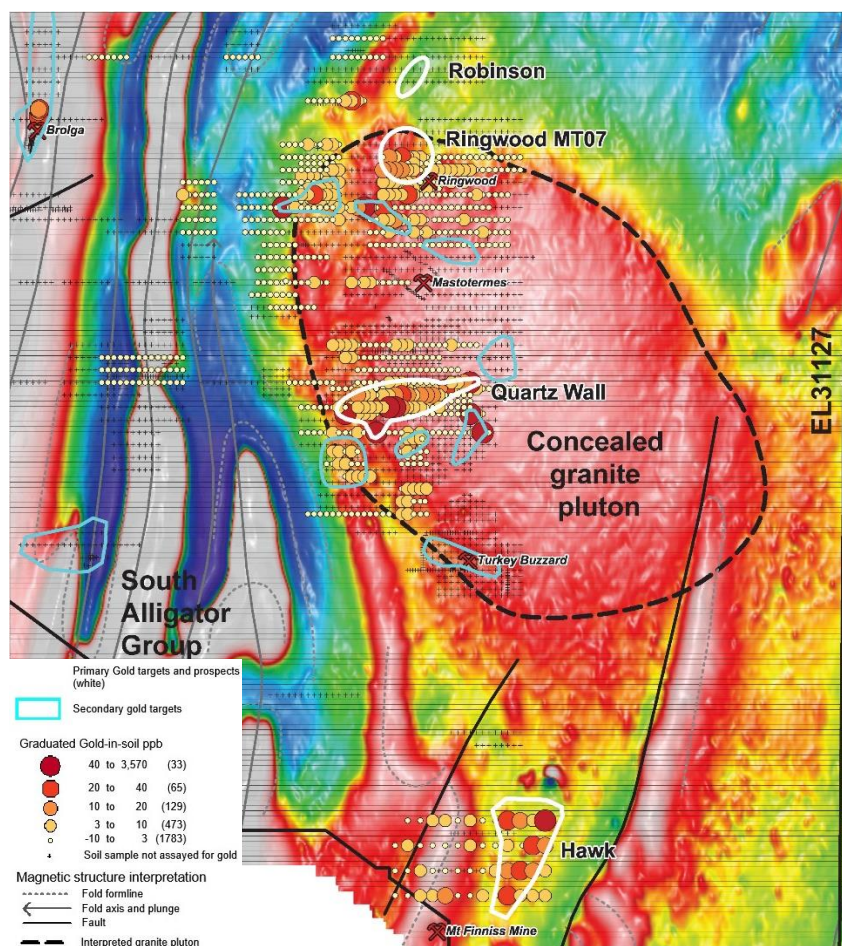 Robinson
Brolga
Ringwood MT07
Ringwood
Mastotermes
EL31127
Quartz Wall
Concealed
granite
pluton
Turkey Buzzard
South
Alligator
Group
Primary Gold targets and prospects
(white)
Secondary gold targets
Graduated Gold-in-soil ppb
40 to 3,570 (33)
20 to 40 (65)
10 to 20 (129)
3 to 10 (473)
-10 to 3 (1783)
Soil sample not assayed for gold
Magnetic structure interpretation
Fold formline
Fold axis and plunge
Fault
Interpreted granite pluton
Hawk
Mt Finniss Mine